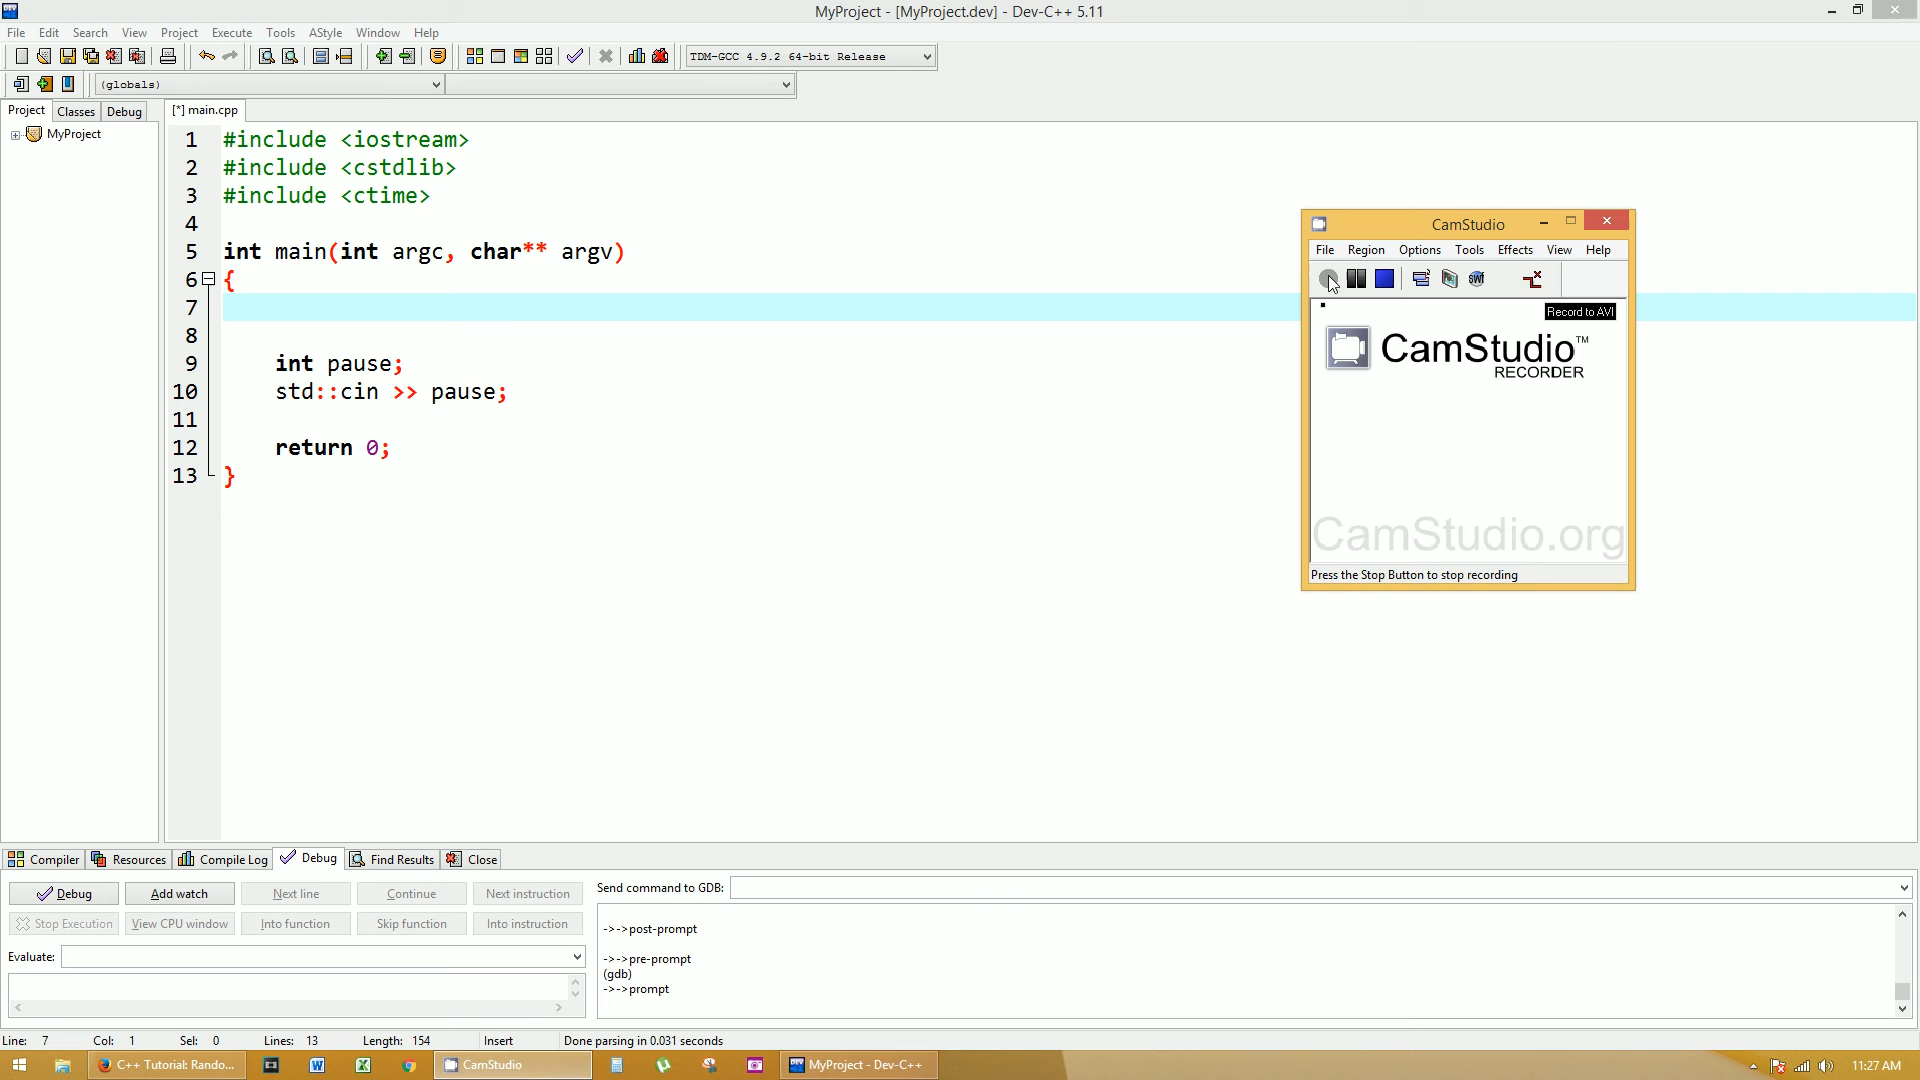 MyProject - [MyProject.dev] - Dev-C++ 5.11
File Edit Search View Project Execute Tools AStyle Window Help
TDM-GCC 4.9.2 64-bit Release
(globals)
Project Classes Debug
[*] main.cpp
MyProject
1 #include <iostream>
2 #include <cstdlib>
3 #include <ctime>
4
5 int main(int argc, char** argv)
6 {
7
8
9 int pause;
10 std::cin >> pause;
11
12 return 0;
13 }
CamStudio
File Region Options Tools Effects View Help
Record to AVI
CamStudio™
RECORDER
CamStudio.org
Press the Stop Button to stop recording
Compiler Resources Compile Log Debug Find Results Close
Debug Add watch Next line Continue Next instruction
Stop Execution View CPU window Into function Skip function Into instruction
Evaluate:
Send command to GDB:
->->post-prompt
->->pre-prompt
(gdb)
->->prompt
Line: 7 Col: 1 Sel: 0 Lines: 13 Length: 154 Insert Done parsing in 0.031 seconds
C++ Tutorial: Rando... CamStudio MyProject - Dev-C++ 11:27 AM